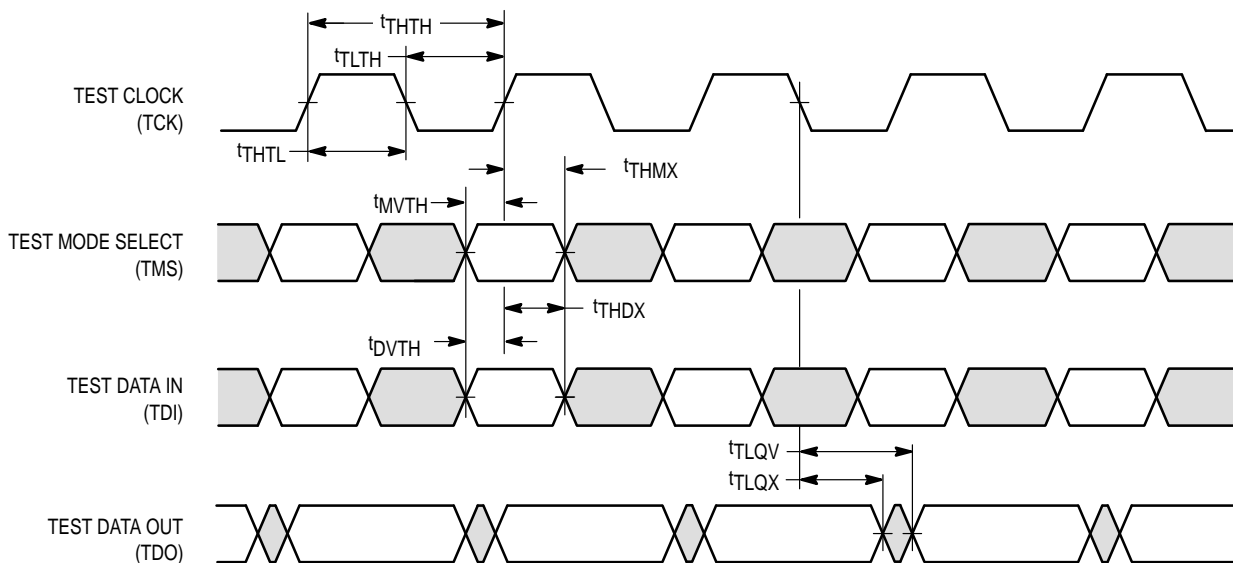 tTHTH
tTLTH
TEST CLOCK
(TCK)
tTHTL
tTHMX
tMVTH
TEST MODE SELECT
(TMS)
tTHDX
tDVTH
TEST DATA IN
(TDI)
tTLQV
tTLQX
TEST DATA OUT
(TDO)